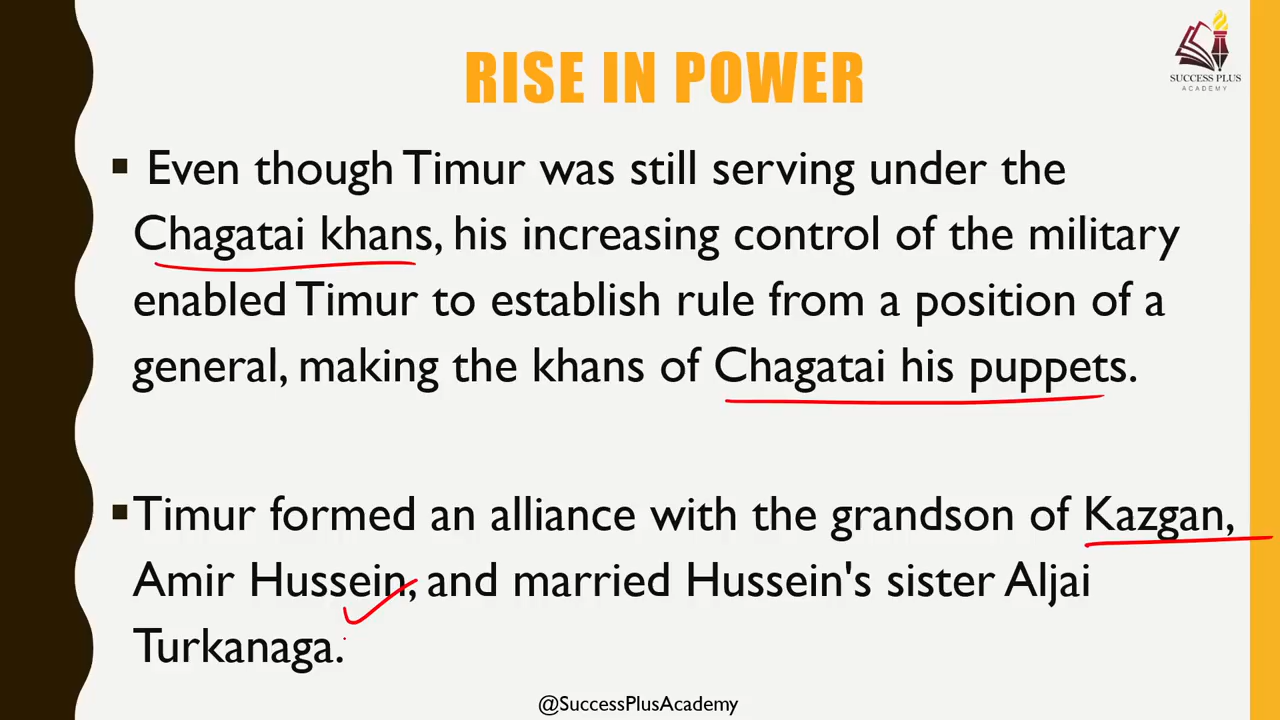 SUCCESS PLUS
ACADEMY
RISE IN POWER
▪ Even though Timur was still serving under the
Chagatai khans, his increasing control of the military
enabled Timur to establish rule from a position of a
general, making the khans of Chagatai his puppets.
▪Timur formed an alliance with the grandson of Kazgan,
Amir Hussein, and married Hussein's sister Aljai
Turkanaga.
@SuccessPlusAcademy